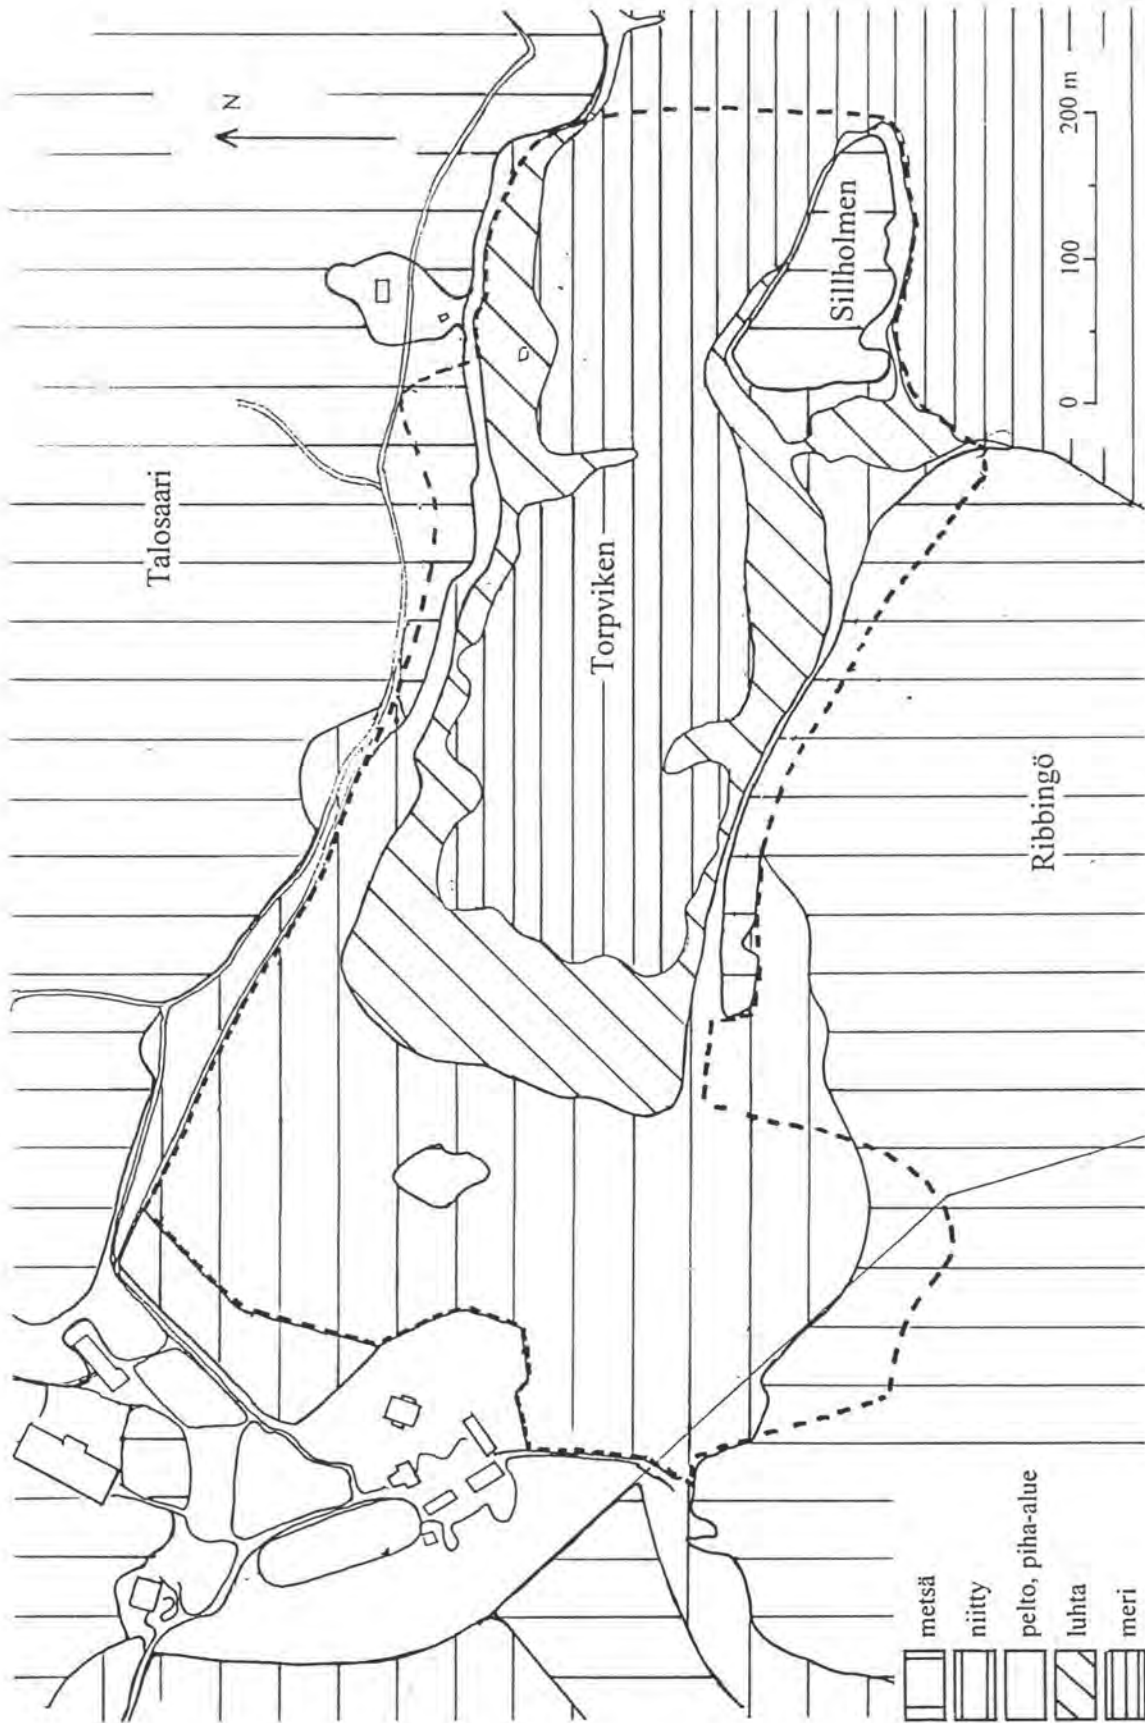 N
Talosaari
Torpviken
Sillholmen
Ribbingö
0 100 200 m
metsä
niitty
pelto, piha-alue
luhta
meri